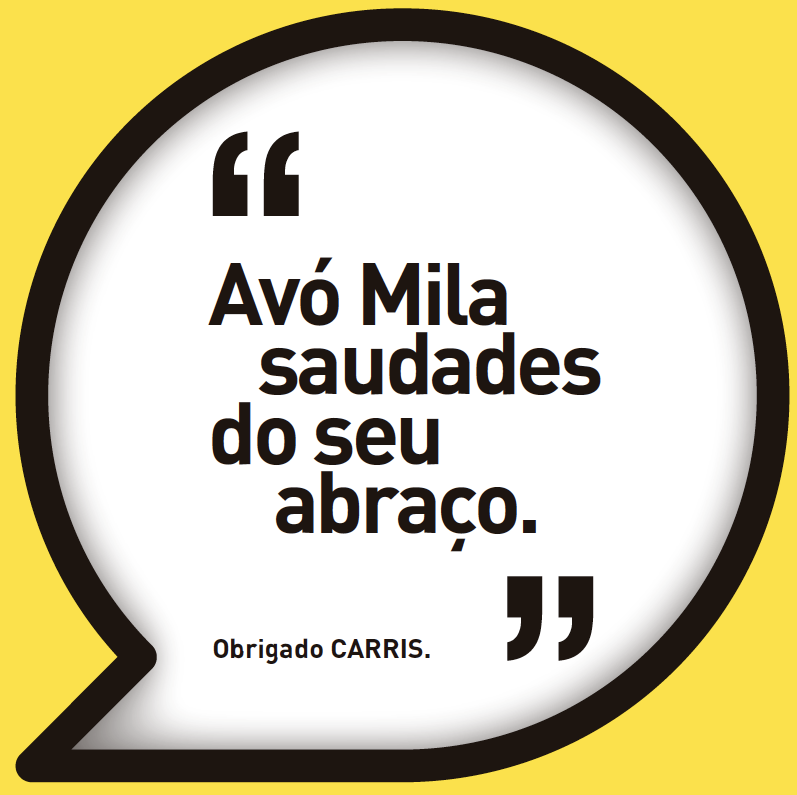 “
Avó Mila
saudades
do seu
abraço.
”
Obrigado CARRIS.